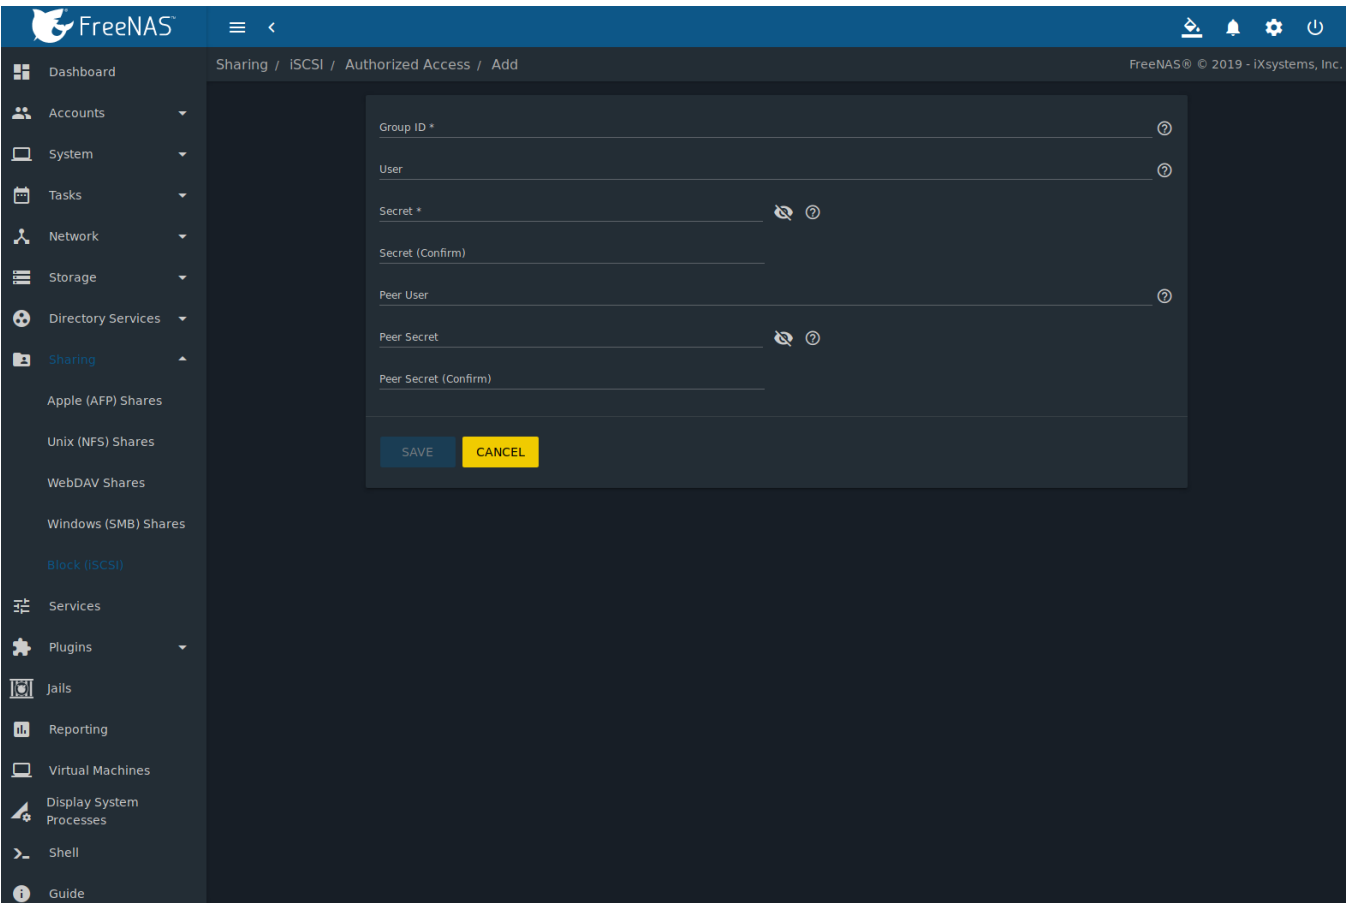 FreeNAS™
Sharing / iSCSI / Authorized Access / Add
FreeNAS® © 2019 - iXsystems, Inc.
Dashboard
Accounts
System
Tasks
Network
Storage
Directory Services
Sharing
Apple (AFP) Shares
Unix (NFS) Shares
WebDAV Shares
Windows (SMB) Shares
Block (iSCSI)
Services
Plugins
Jails
Reporting
Virtual Machines
Display System
Processes
Shell
Guide
Group ID *
User
Secret *
Secret (Confirm)
Peer User
Peer Secret
Peer Secret (Confirm)
SAVE
CANCEL